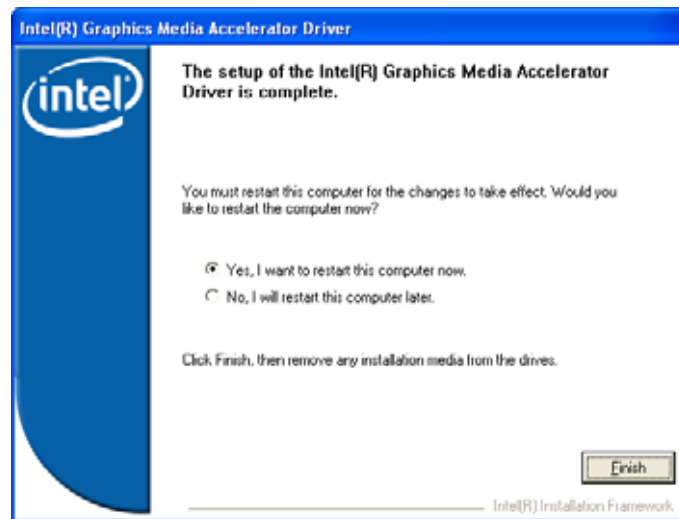 Intel(R) Graphics Media Accelerator Driver
intel
The setup of the Intel(R) Graphics Media Accelerator
Driver is complete.
You must restart this computer for the changes to take effect. Would you
like to restart the computer now?
Yes, I want to restart this computer now.
No, I will restart this computer later.
Click Finish, then remove any installation media from the drives.
Finish
Intel(R) Installation Framework